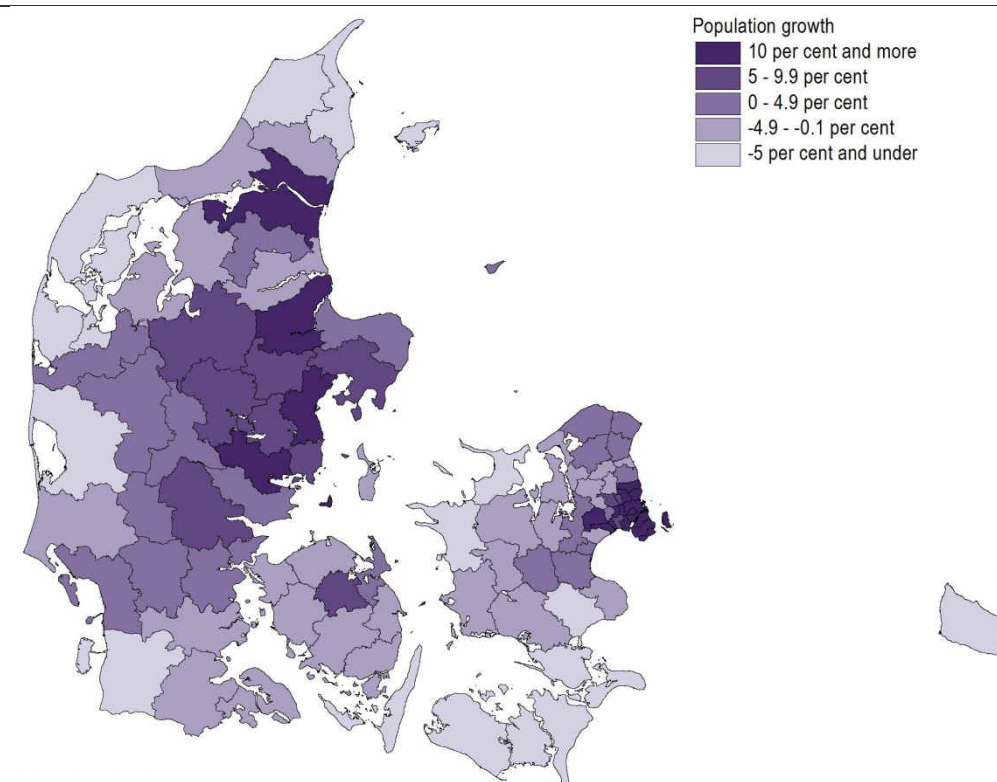 Population growth
10 per cent and more
5 - 9.9 per cent
0 - 4.9 per cent
-4.9 - -0.1 per cent
-5 per cent and under